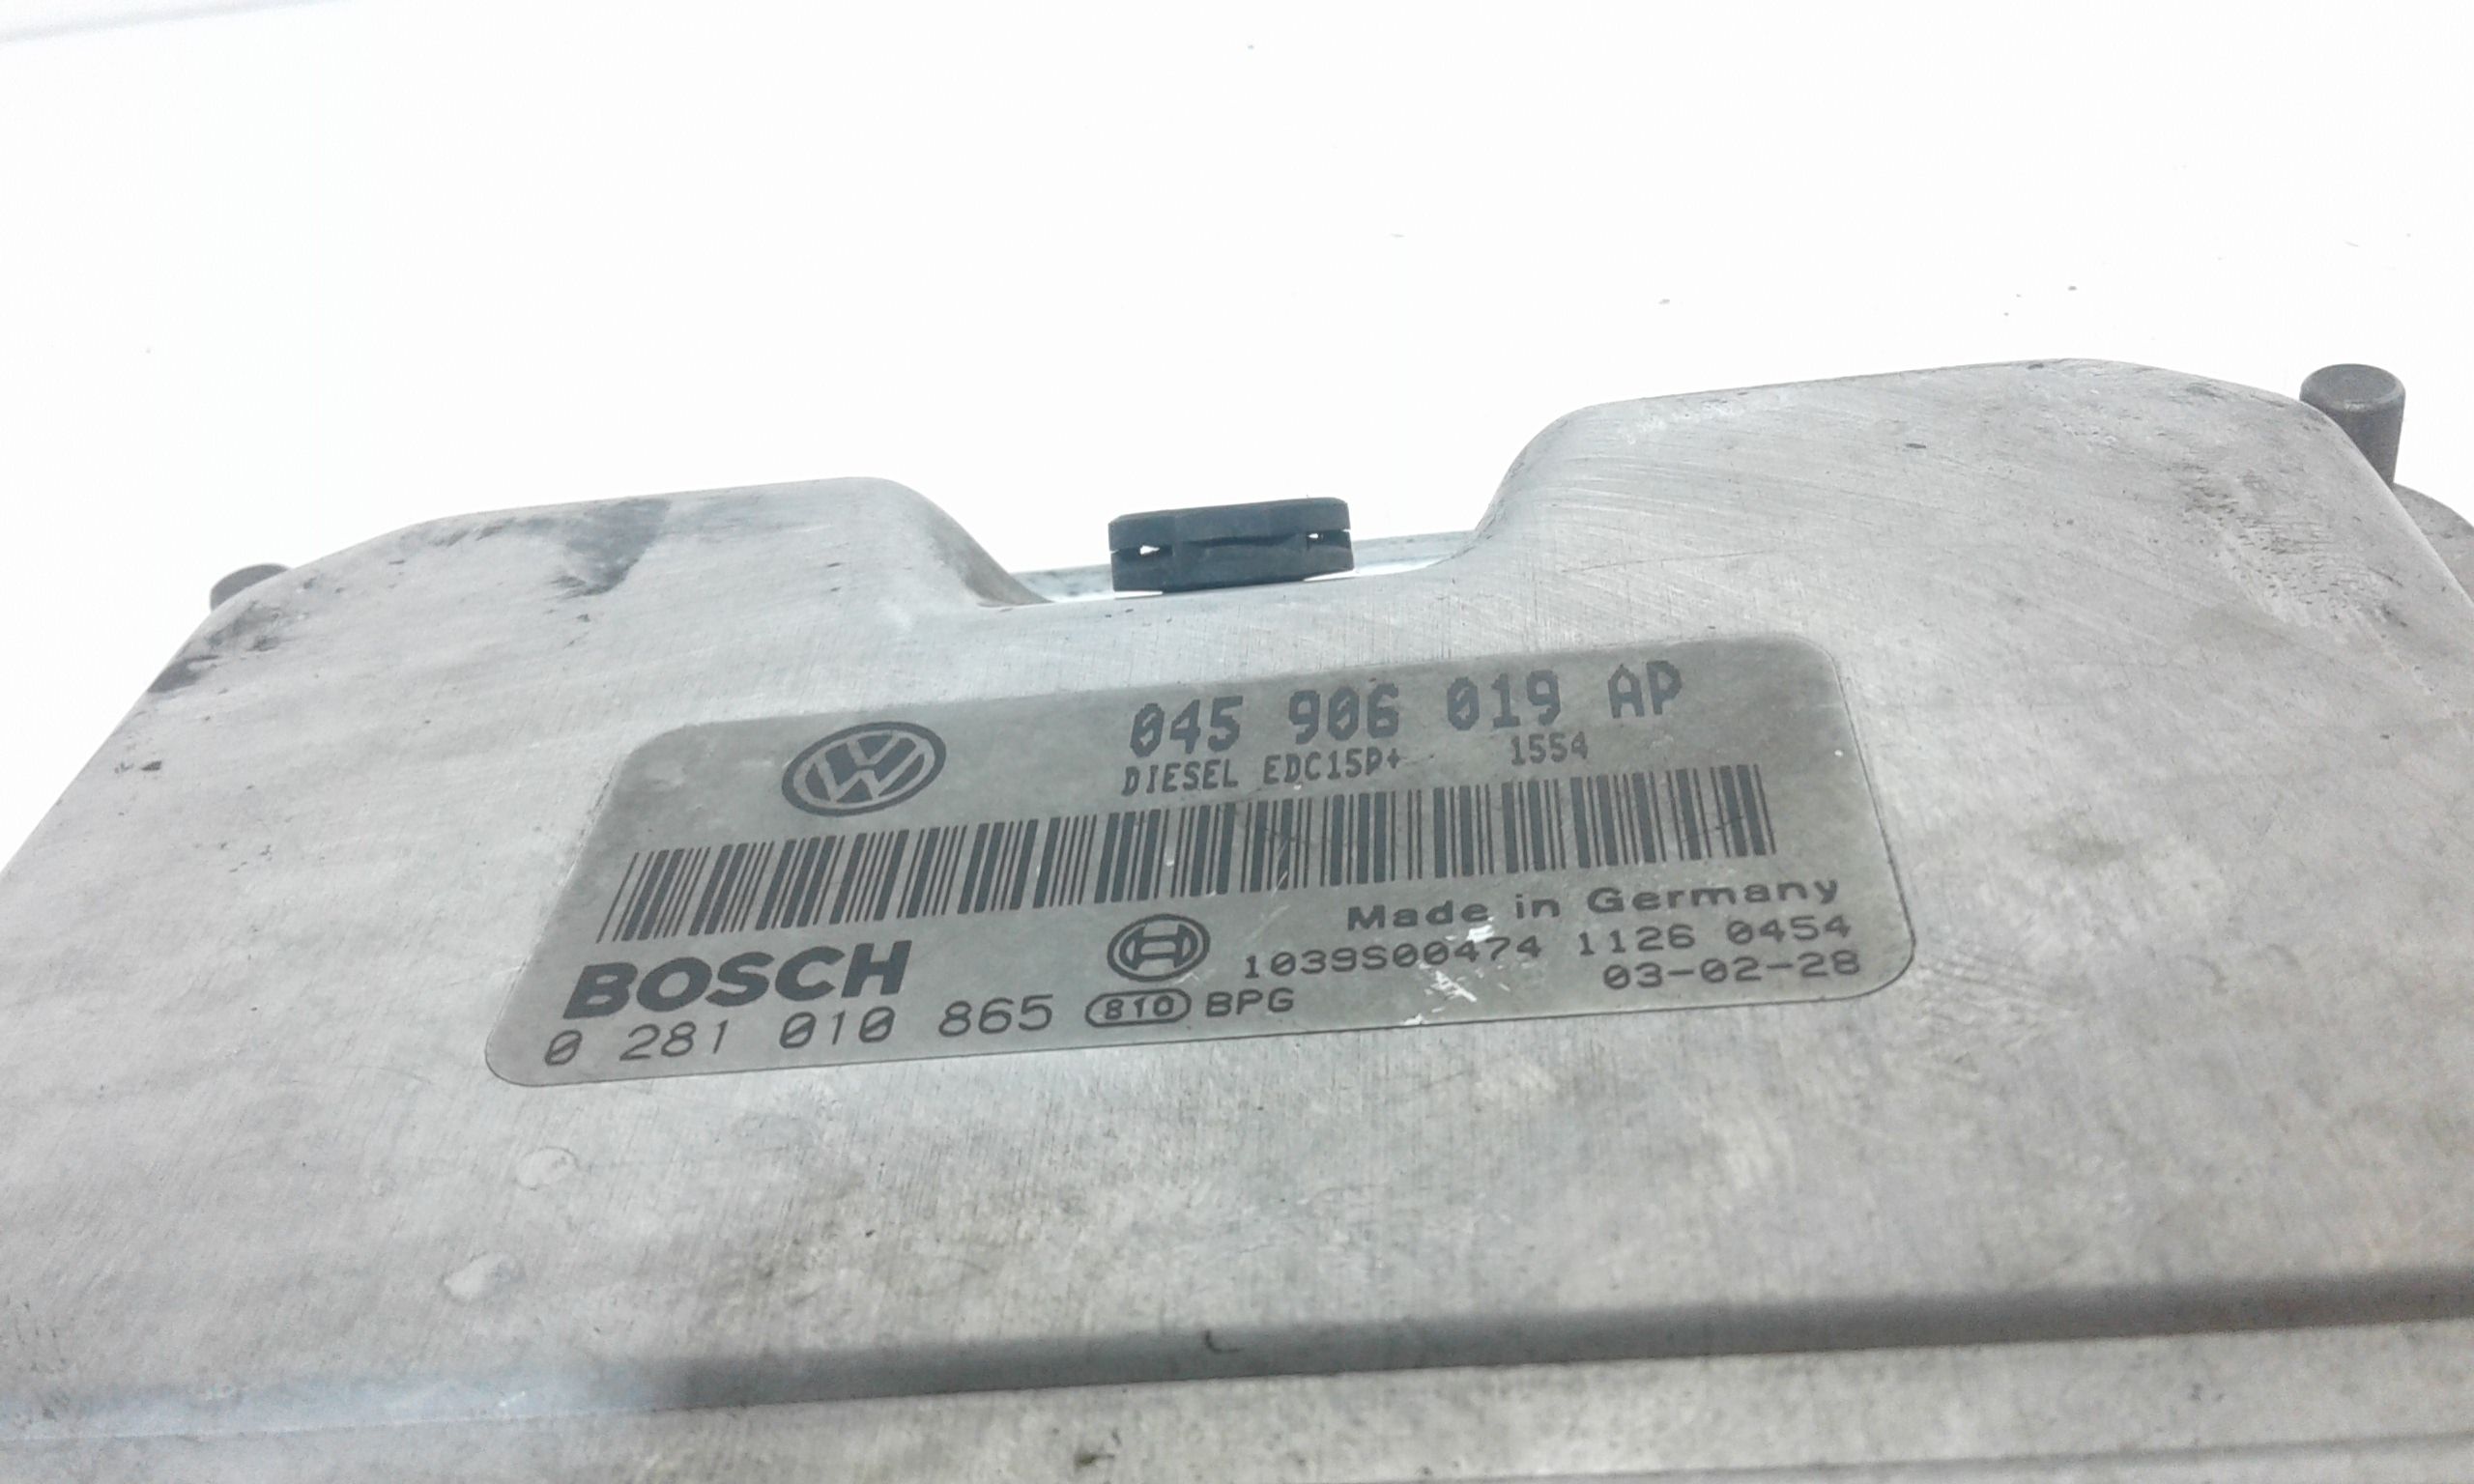 045 906 019 AP
DIESEL EDC15P+ 1554
Made in Germany
BOSCH
1039S00474 1126 0454
0 281 010 865 810 BPG 03-02-28